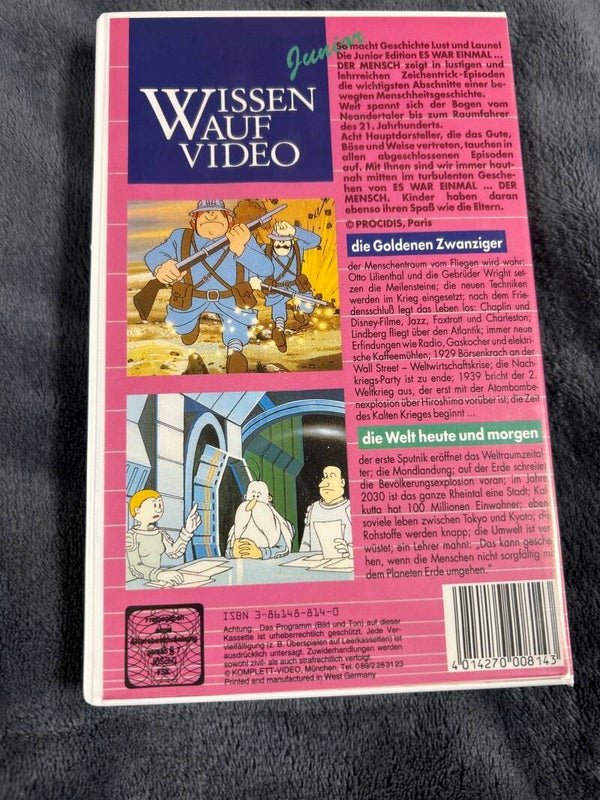 Junior
WISSEN
AUF
VIDEO
So macht Geschichte Lust und Laune!
Die Junior Edition ES WAR EINMAL ...
DER MENSCH zeigt in lustigen und
lehrreichen Zeichentrick-Episoden
die wichtigsten Abschnitte einer be-
wegten Menschheitsgeschichte.
Weit spannt sich der Bogen vom
Neandertaler bis zum Raumfahrer
des 21. Jahrhunderts.
Acht Hauptdarsteller, die das Gute,
Böse und Weise vertreten, tauchen in
allen abgeschlossenen Episoden
auf. Mit Ihnen sind wir immer haut-
nah mitten im turbulenten Gesche-
hen von ES WAR EINMAL ... DER
MENSCH. Kinder haben daran
ebenso ihren Spaß wie die Eltern.
© PROCIDIS, Paris
die Goldenen Zwanziger
der Menschentraum vom Fliegen wird wahr:
Otto Lilienthal und die Gebrüder Wright set-
zen die Meilensteine; die neuen Techniken
werden im Krieg eingesetzt; nach dem Frie-
densschluß legt das Leben los: Chaplin und
Disney-Filme, Jazz, Foxtrott und Charleston;
Lindberg fliegt über den Atlantik; immer neue
Erfindungen wie Radio, Gaskocher und elektri-
sche Kaffeemühlen; 1929 Börsenkrach an der
Wall Street – Weltwirtschaftskrise; die Nach-
kriegs-Party ist zu ende; 1939 bricht der 2.
Weltkrieg aus, der erst mit der Atombombe-
nexplosion über Hiroshima vorüber ist; die Zeit
des Kalten Krieges beginnt ...
die Welt heute und morgen
der erste Sputnik eröffnet das Weltraumzeital-
ter; die Mondlandung; auf der Erde schreitet
die Bevölkerungsexplosion voran; im Jahre
2030 ist das ganze Rheintal eine Stadt; Kal-
kutta hat 100 Millionen Einwohner; eben
soviele leben zwischen Tokyo und Kyoto; die
Rohstoffe werden knapp; die Umwelt ist ver-
wüstet; ein Lehrer mahnt: „Das kann gesche-
hen, wenn die Menschen nicht sorgfältig mi
dem Planeten Erde umgehen."
Freigegeben
ohne
Altersbeschränkung
gemäß § 7
JÖSchG
FSK
ISBN 3-86148-814-0
Achtung: Das Programm (Bild und Ton) auf dieser
Kassette ist urheberrechtlich geschützt. Jede Ver-
vielfältigung (z. B. Überspielen auf Leerkassetten) ist
ausdrücklich untersagt. Zuwiderhandlungen werden
sowohl zivil- als auch strafrechtlich verfolgt.
© KOMPLETT-VIDEO, München, Tel. 089/2283123
Printed and manufactured in West Germany
4 014270 008143